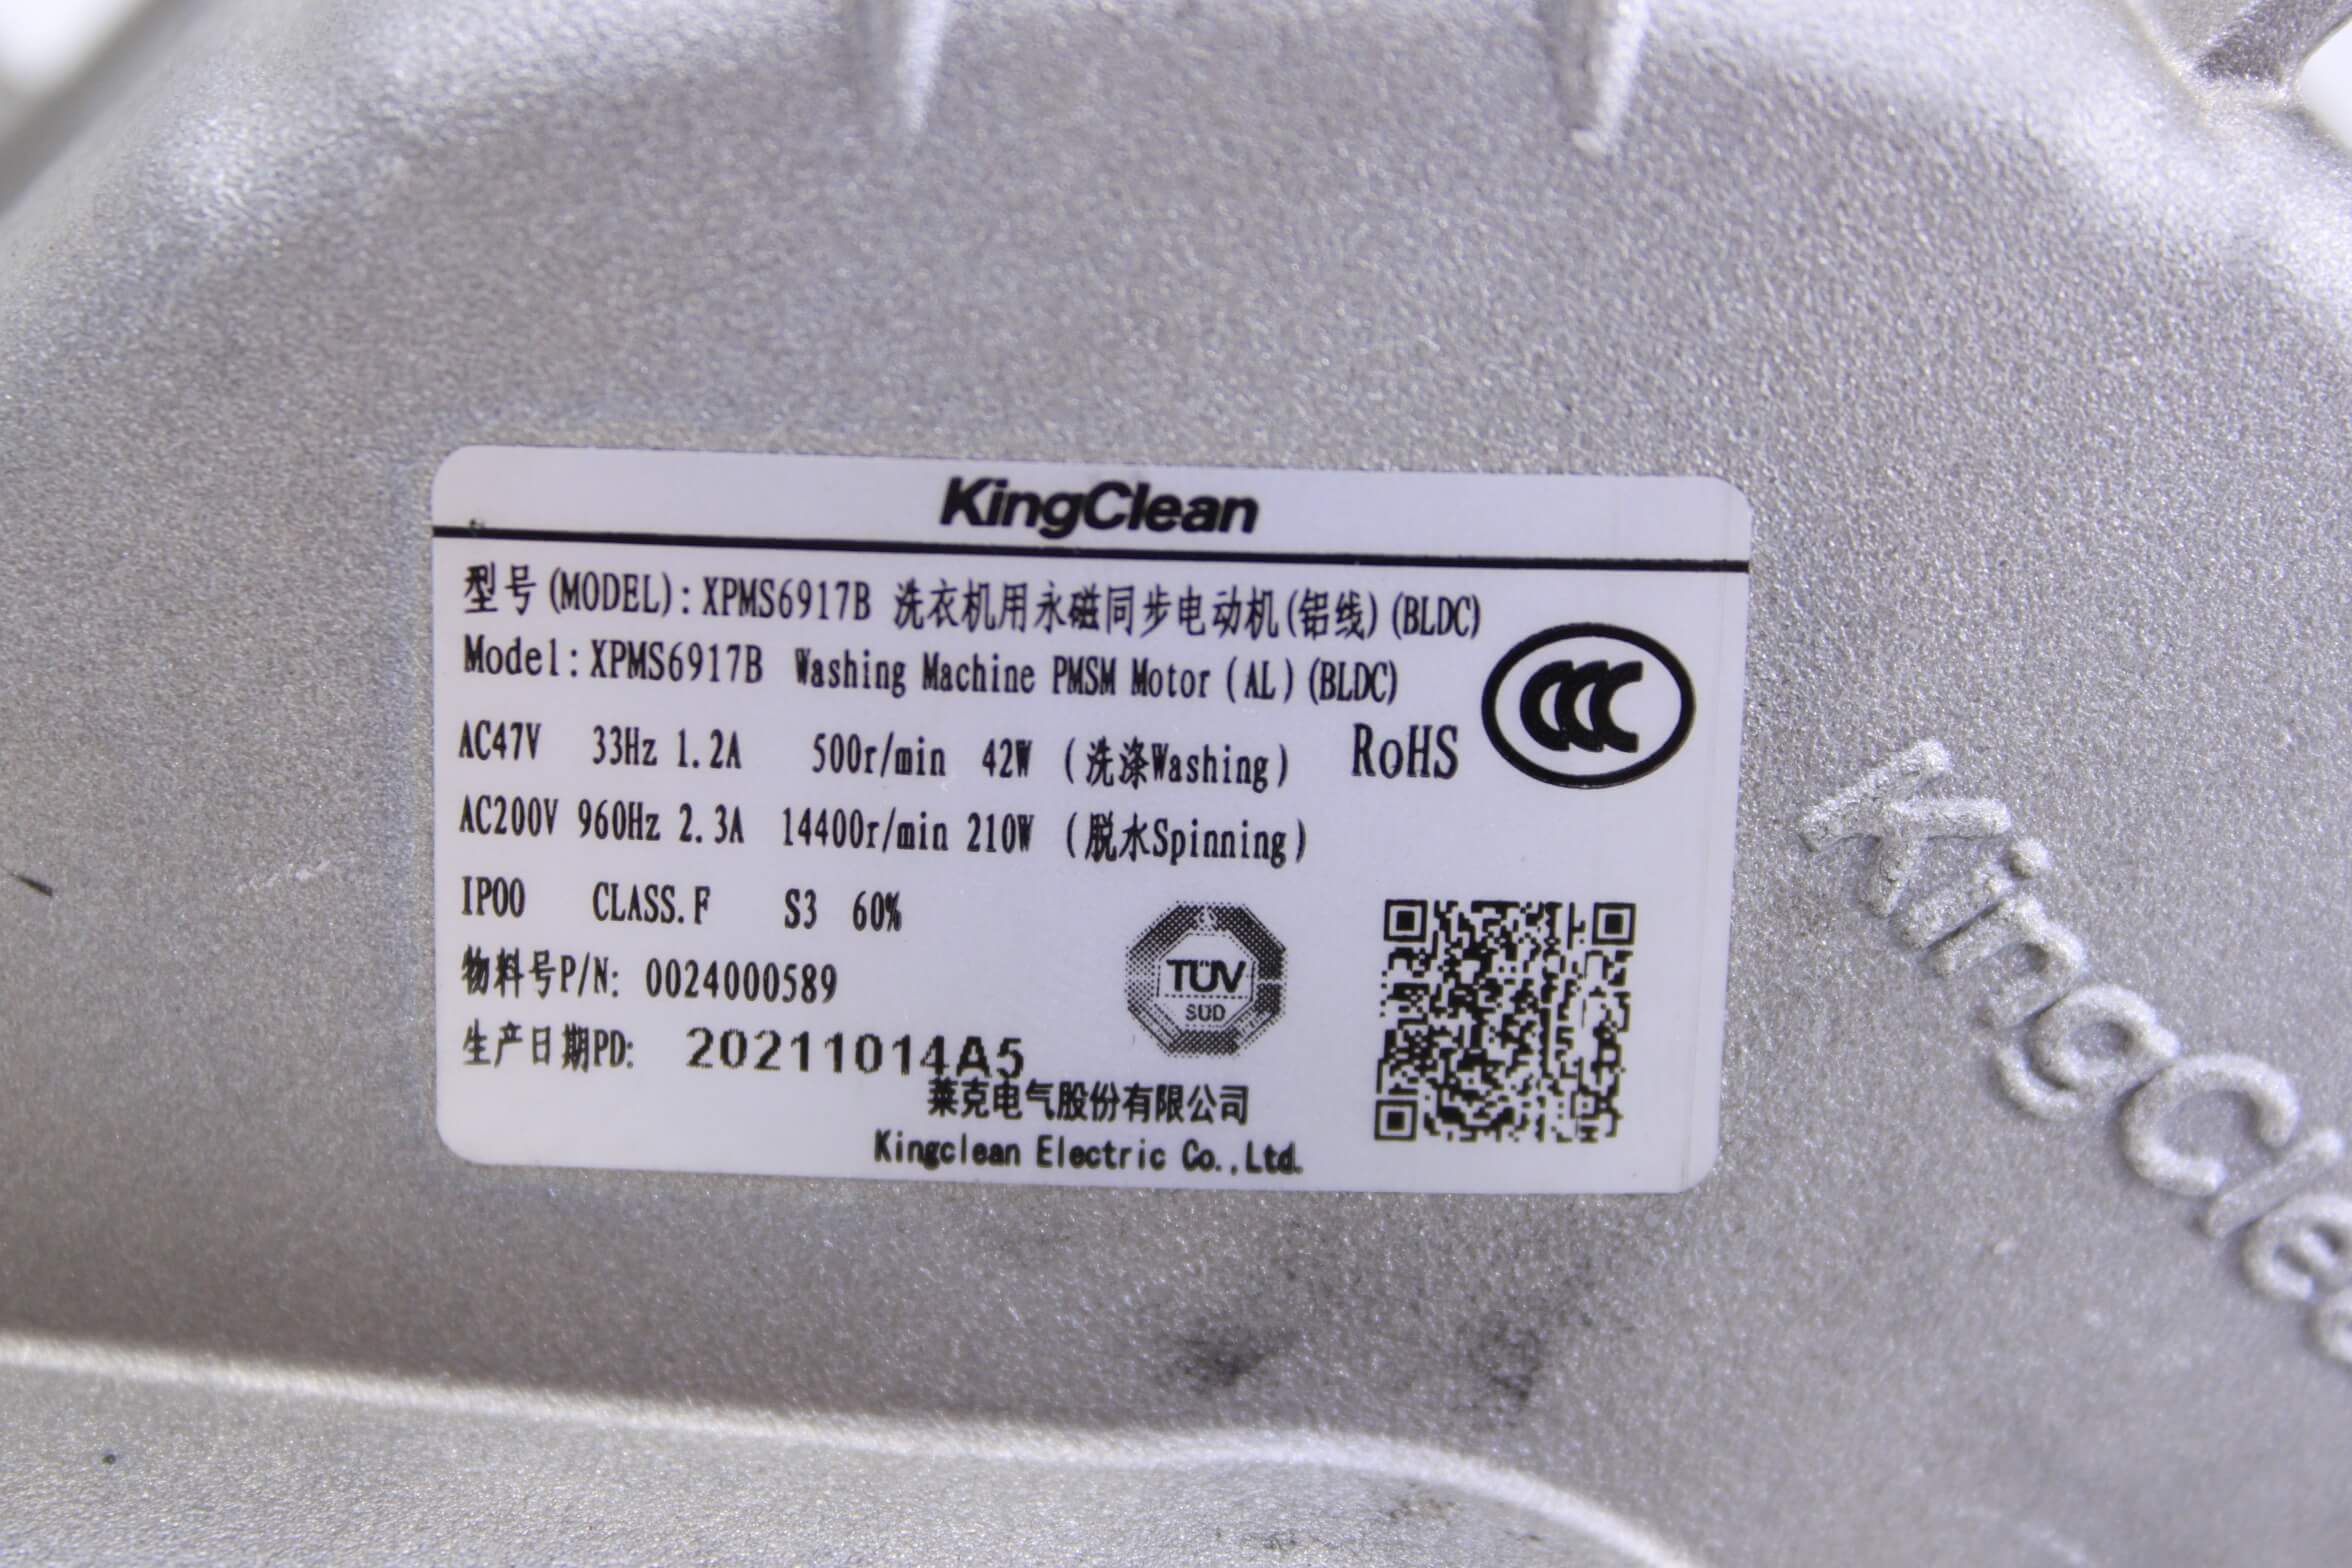 KingClean
型号(MODEL):XPMS6917B 洗衣机用永磁同步电动机(铝线)(BLDC)
Model:XPMS6917B Washing Machine PMSM Motor(AL)(BLDC)
AC47V 33Hz 1.2A 500r/min 42W (洗涤Washing) RoHS
CCC
AC200V 960Hz 2.3A 14400r/min 210W (脱水Spinning)
IP00 CLASS.F S3 60%
TÜV
SÜD
物料号P/N: 0024000589
生产日期PD: 20211014A5
莱克电气股份有限公司
Kingclean Electric Co.,Ltd.
KingClea